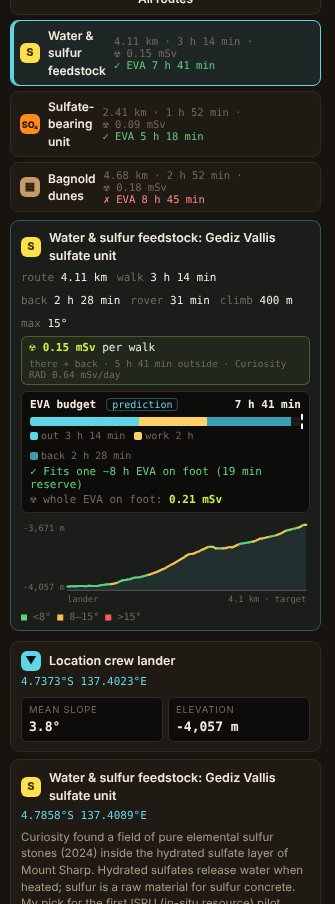 All routes
S
Water &
sulfur
feedstock
4.11 km · 3 h 14 min ·
☢ 0.15 mSv
✓ EVA 7 h 41 min
SO₄
Sulfate-
bearing
unit
2.41 km · 1 h 52 min ·
☢ 0.09 mSv
✓ EVA 5 h 18 min
Bagnold
dunes
4.68 km · 2 h 52 min ·
☢ 0.18 mSv
✗ EVA 8 h 45 min
S
Water & sulfur feedstock: Gediz Vallis
sulfate unit
route 4.11 km walk 3 h 14 min
back 2 h 28 min rover 31 min climb 400 m
max 15°
☢ 0.15 mSv per walk
there + back · 5 h 41 min outside · Curiosity
RAD 0.64 mSv/day
EVA budget prediction 7 h 41 min
out 3 h 14 min work 2 h
back 2 h 28 min
✓ Fits one ~8 h EVA on foot (19 min
reserve)
☢ whole EVA on foot: 0.21 mSv
-3,671 m
-4,057 m
lander 4.1 km · target
<8° 8–15° >15°
Location crew lander
4.7373°S 137.4023°E
MEAN SLOPE
3.8°
ELEVATION
-4,057 m
S
Water & sulfur feedstock: Gediz Vallis
sulfate unit
4.7858°S 137.4089°E
Curiosity found a field of pure elemental sulfur
stones (2024) inside the hydrated sulfate layer of
Mount Sharp. Hydrated sulfates release water when
heated; sulfur is a raw material for sulfur concrete.
My pick for the first ISRU (in-situ resource) pilot